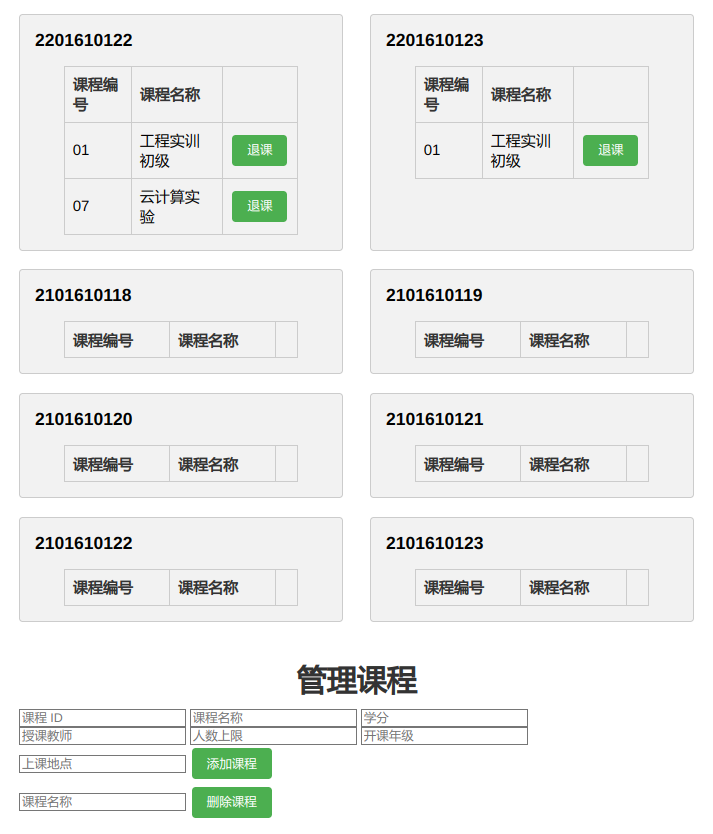 2201610122
课程编号 课程名称
01 工程实训初级 退课
07 云计算实验 退课
2201610123
课程编号 课程名称
01 工程实训初级 退课
2101610118
课程编号 课程名称
2101610119
课程编号 课程名称
2101610120
课程编号 课程名称
2101610121
课程编号 课程名称
2101610122
课程编号 课程名称
2101610123
课程编号 课程名称
管理课程
课程 ID 课程名称 学分
授课教师 人数上限 开课年级
上课地点 添加课程
课程名称 删除课程